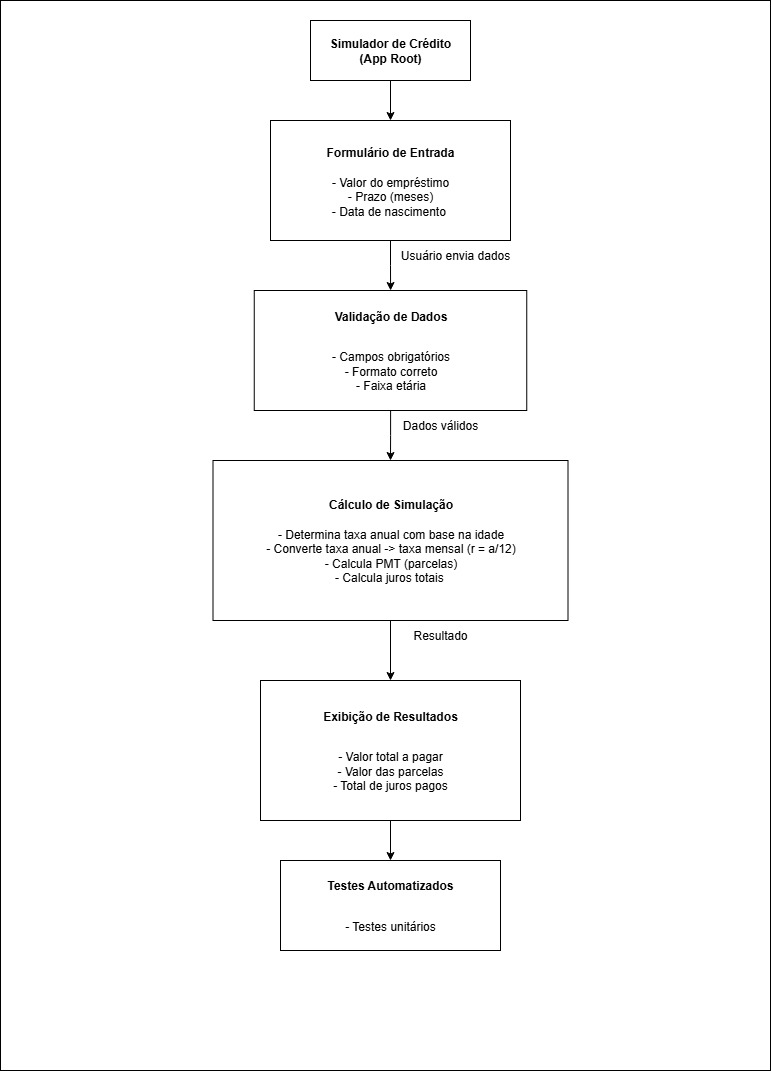 Simulador de Crédito
(App Root)
Formulário de Entrada
- Valor do empréstimo
- Prazo (meses)
- Data de nascimento
Usuário envia dados
Validação de Dados
- Campos obrigatórios
- Formato correto
- Faixa etária
Dados válidos
Cálculo de Simulação
- Determina taxa anual com base na idade
- Converte taxa anual -> taxa mensal (r = a/12)
- Calcula PMT (parcelas)
- Calcula juros totais
Resultado
Exibição de Resultados
- Valor total a pagar
- Valor das parcelas
- Total de juros pagos
Testes Automatizados
- Testes unitários